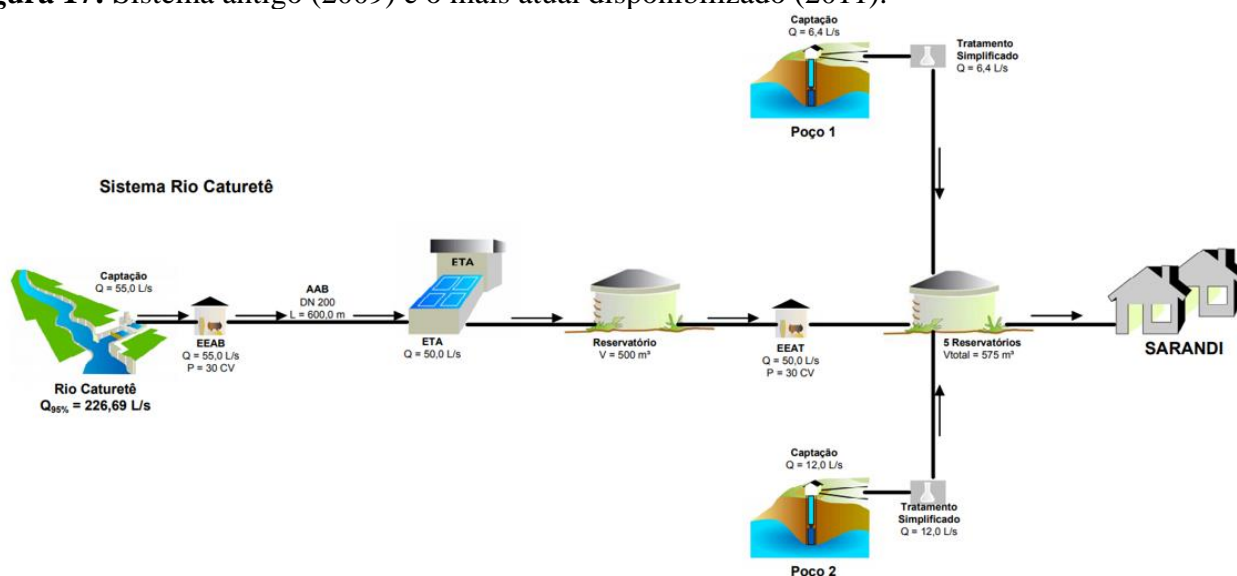 gura 17. Sistema antigo (2009) e o mais atual disponibilizado (2011).
Captação
Q = 6,4 L/s
Tratamento
Simplificado
Q = 6,4 L/s
Poço 1
Sistema Rio Caturetê
Captação
Q = 55,0 L/s
EEAB
Q = 55,0 L/s
P = 30 CV
Rio Caturetê
Q95% = 226,69 L/s
AAB
DN 200
L = 600,0 m
ETA
ETA
Q = 50,0 L/s
Reservatório
V = 500 m³
EEAT
Q = 50,0 L/s
P = 30 CV
5 Reservatórios
Vtotal = 575 m³
SARANDI
Captação
Q = 12,0 L/s
Tratamento
Simplificado
Q = 12,0 L/s
Poço 2